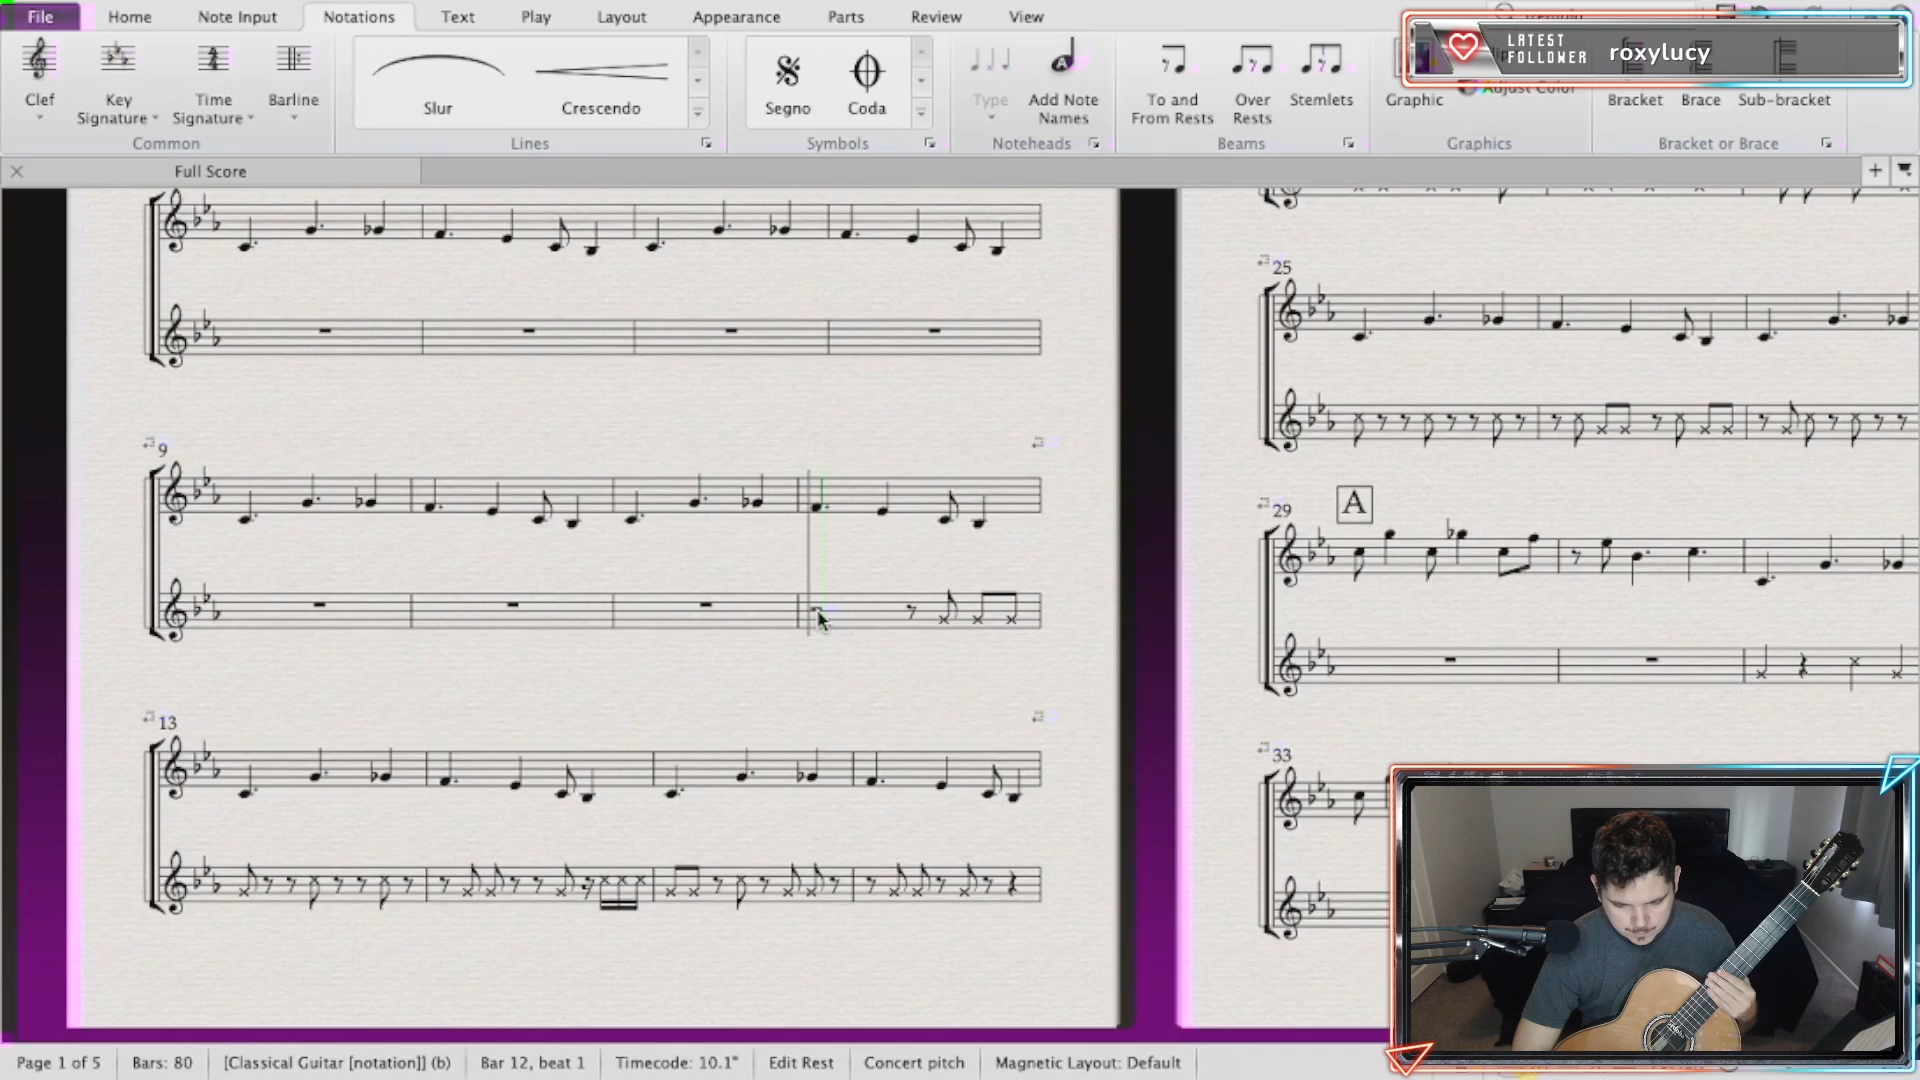 File Home Note Input Notations Text Play Layout Appearance Parts Review View
LATEST FOLLOWER roxylucy
Clef Key Signature Time Signature Barline
Slur Crescendo
Segno Coda
Type Add Note Names
To and From Rests Over Rests Stemlets
Graphic Adjust Color
Bracket Brace Sub-bracket
Common Lines Symbols Noteheads Beams Graphics Bracket or Brace
Full Score
9
13
25
29 A
33
Page 1 of 5 Bars: 80 [Classical Guitar [notation]] (b) Bar 12, beat 1 Timecode: 10.1" Edit Rest Concert pitch Magnetic Layout: Default